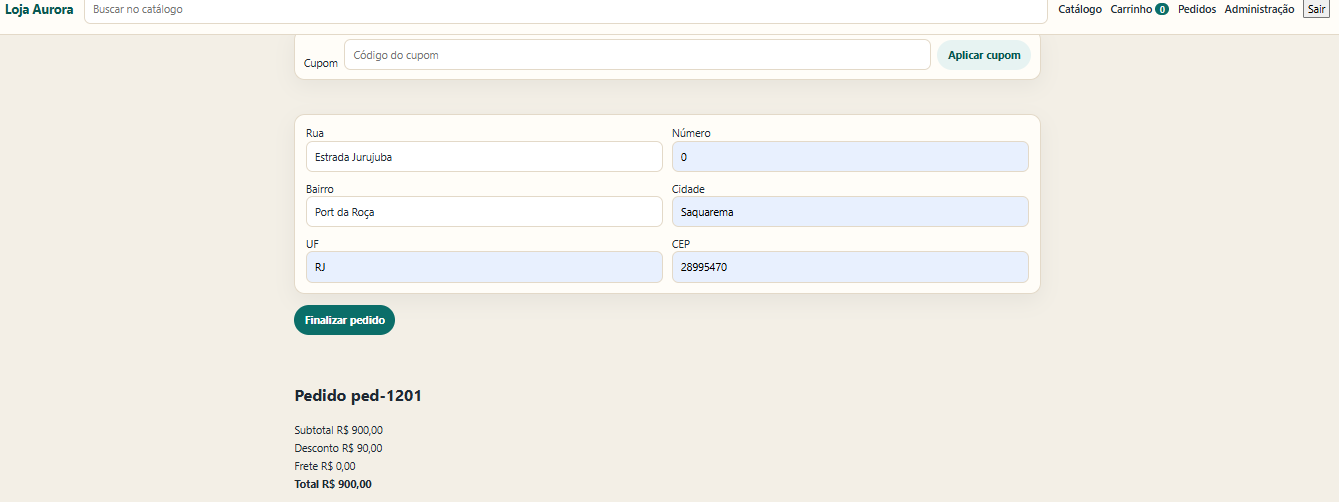 Loja Aurora Buscar no catálogo Catálogo Carrinho 0 Pedidos Administração Sair
Cupom Código do cupom Aplicar cupom
Rua Número
Estrada Jurujuba 0
Bairro Cidade
Port da Roça Saquarema
UF CEP
RJ 28995470
Finalizar pedido
Pedido ped-1201
Subtotal R$ 900,00
Desconto R$ 90,00
Frete R$ 0,00
Total R$ 900,00